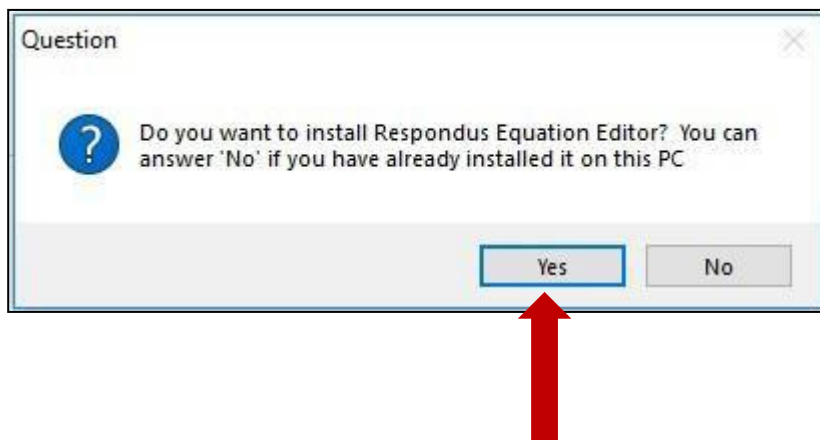 Question
Do you want to install Respondus Equation Editor?  You can
answer 'No' if you have already installed it on this PC
Yes
No